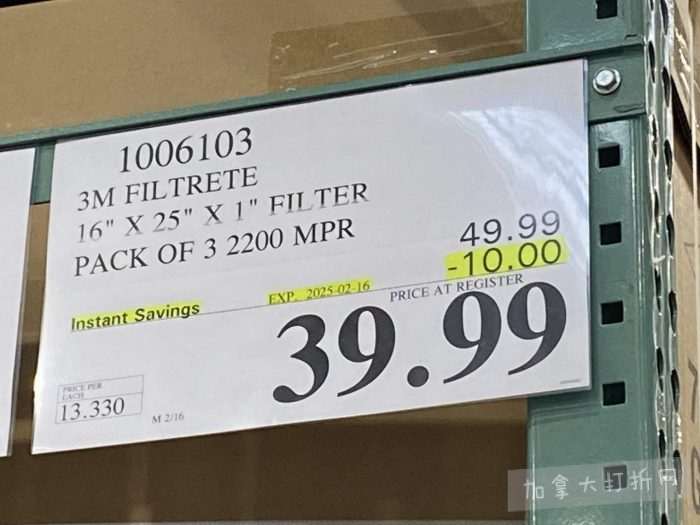 1006103
3M FILTRETE
16" X 25" X 1" FILTER
PACK OF 3 2200 MPR
49.99
-10.00
Instant Savings
EXP. 2025-02-16
PRICE AT REGISTER
39.99
PRICE PER
EACH
13.330
M 2/16
加拿大打折网